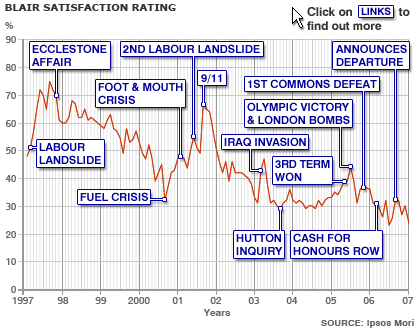 BLAIR SATISFACTION RATING
Click on LINKS to
find out more
%
90
80
70
60
50
40
30
20
10
0
ECCLESTONE
AFFAIR
2ND LABOUR LANDSLIDE
ANNOUNCES
DEPARTURE
FOOT & MOUTH
CRISIS
9/11
1ST COMMONS DEFEAT
OLYMPIC VICTORY
& LONDON BOMBS
LABOUR
LANDSLIDE
IRAQ INVASION
3RD TERM
WON
FUEL CRISIS
HUTTON
INQUIRY
CASH FOR
HONOURS ROW
1997 98 99 2000 01 02 03 04 05 06 07
Years
SOURCE: Ipsos Mori